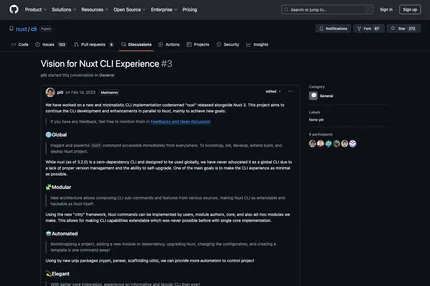 Product Solutions Resources Open Source Enterprise Pricing
Search or jump to...
Sign in
Sign up
nuxt / cli Public
Notifications
Fork 87
Star
Code Issues Pull requests Discussions Actions Projects Security Insights
Vision for Nuxt CLI Experience #3
pi0 started this conversation in General
pi0 on Feb 14, 2023 Maintainer
edited
We have worked on a new and minimalistic CLI implementation codenamed "nuxi" released alongside Nuxt 3. This project aims to
continue the CLI development and enhancements in parallel to Nuxt, mainly to achieve new goals:
If you have any feedback, feel free to mention them in Feedbacks and Ideas discussion
Global
Elegant and powerful nuxt command accessible immediately from everywhere. To bootstrap, init, develop, extend build, and
deploy Nuxt project.
While nuxi (as of 3.2.0) is a zero-dependency CLI and designed to be used globally, we have never advocated it as a global CLI due to
a lack of proper version management and the ability to self-upgrade. One of the main goals is to make the CLI experience as minimal
as possible.
Modular
New architecture allows composing CLI sub-commands and features from various sources, making Nuxt CLI as extendable and
hackable as Nuxt itself!
Using the new "citty" framework, Nuxt commands can be implemented by users, module authors, core, and also ad-hoc modules we
make. This allows for making CLI capabilities extendable which was never possible before with single core implementation.
Automated
Bootstrapping a project, adding a new module or dependency, upgrading Nuxt, changing the configuration, and creating a
template is one command away!
Using by new unjs packages (nypm, panwr, scaffolding utils), we can provide more automation to control project
Elegant
With better core integration, experience an informative and fancier CLI than ever!
Category
General
Labels
None yet
participants